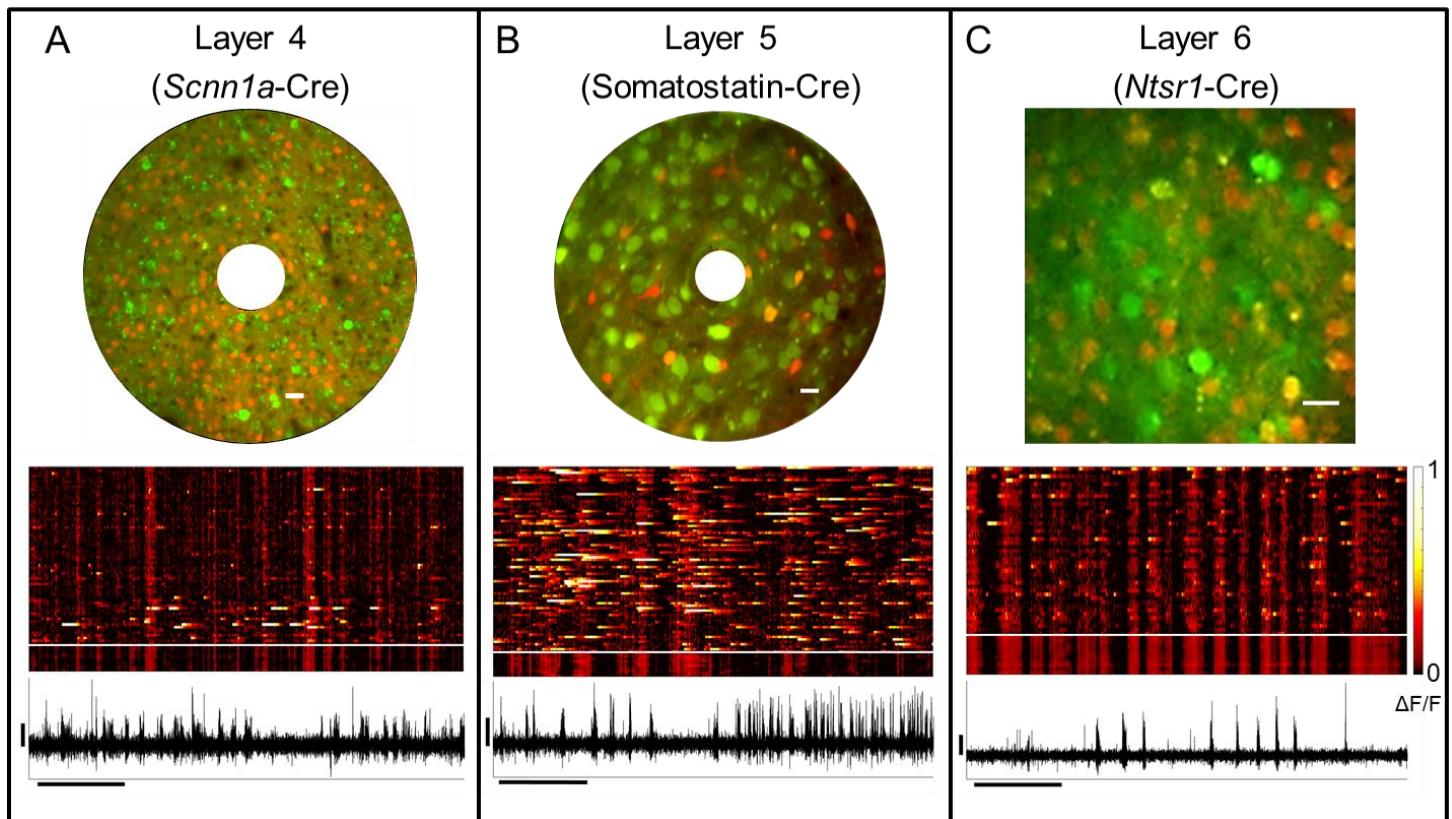 A
Layer 4
(Scnn1a-Cre)
B
Layer 5
(Somatostatin-Cre)
C
Layer 6
(Ntsr1-Cre)
1
0
ΔF/F